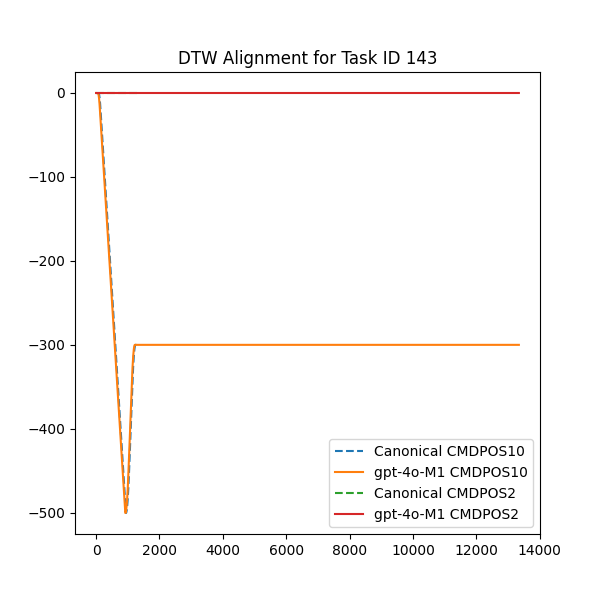 DTW Alignment for Task ID 143
0
−100
−200
−300
−400
−500
0 2000 4000 6000 8000 10000 12000 14000
Canonical CMDPOS10
gpt-4o-M1 CMDPOS10
Canonical CMDPOS2
gpt-4o-M1 CMDPOS2